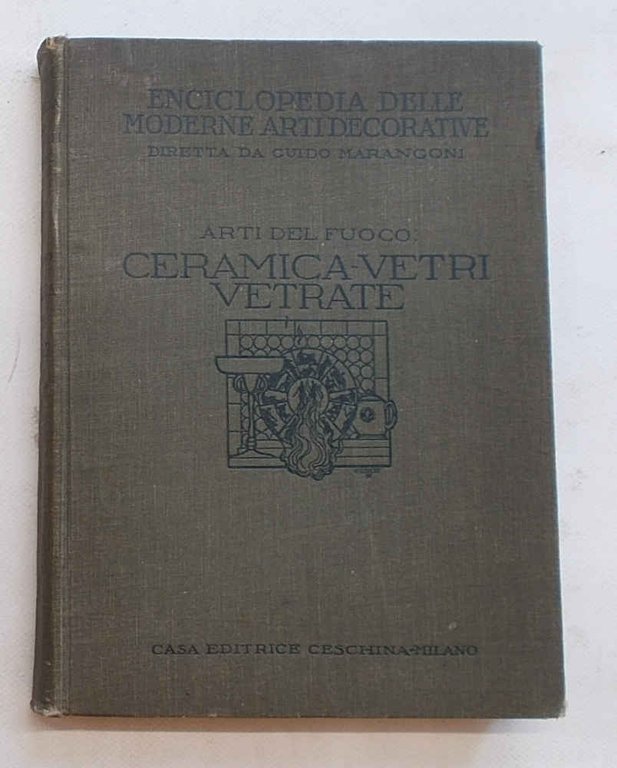 ENCICLOPEDIA DELLE
MODERNE ARTI DECORATIVE
DIRETTA DA GUIDO MARANGONI
ARTI DEL FUOCO.
CERAMICA-VETRI
VETRATE
CASA EDITRICE CESCHINA-MILANO